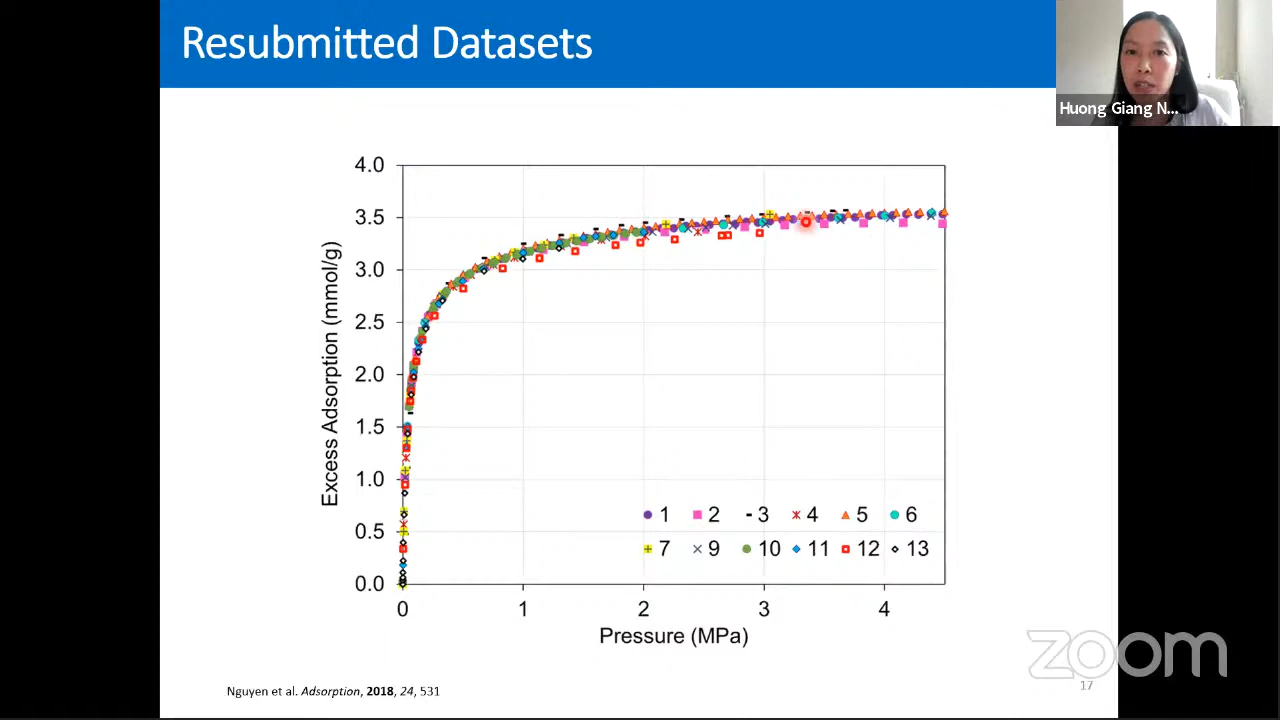 Resubmitted Datasets
Huong Giang N...
4.0
3.5
3.0
2.5
2.0
1.5
1.0
0.5
0.0
Excess Adsorption (mmol/g)
0 1 2 3 4
Pressure (MPa)
1 2 3 4 5 6
7 9 10 11 12 13
zoom
Nguyen et al. Adsorption, 2018, 24, 531
17